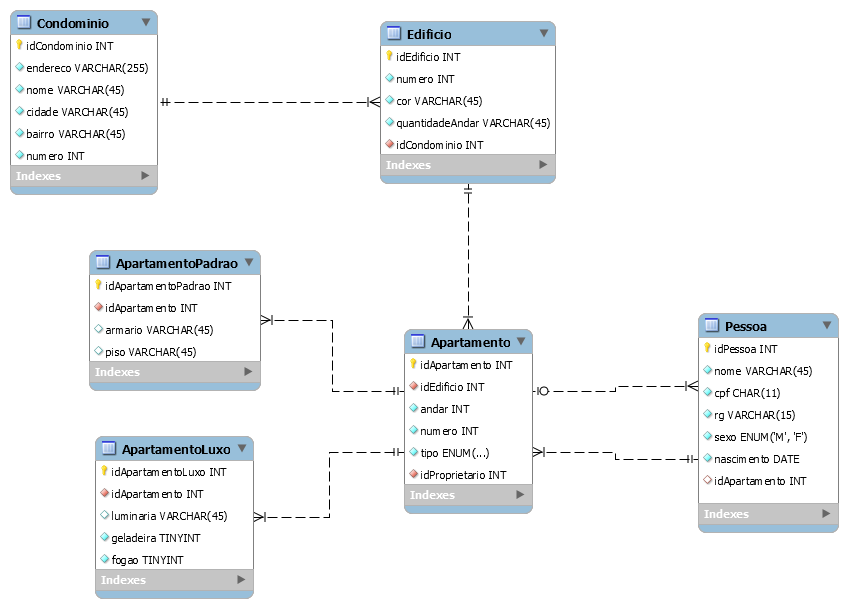 Condominio
idCondominio INT
endereco VARCHAR(255)
nome VARCHAR(45)
cidade VARCHAR(45)
bairro VARCHAR(45)
numero INT
Indexes
Edificio
idEdificio INT
numero INT
cor VARCHAR(45)
quantidadeAndar VARCHAR(45)
idCondominio INT
Indexes
ApartamentoPadrao
idApartamentoPadrao INT
idApartamento INT
armario VARCHAR(45)
piso VARCHAR(45)
Indexes
Apartamento
idApartamento INT
idEdificio INT
andar INT
numero INT
tipo ENUM(...)
idProprietario INT
Indexes
Pessoa
idPessoa INT
nome VARCHAR(45)
cpf CHAR(11)
rg VARCHAR(15)
sexo ENUM('M', 'F')
nascimento DATE
idApartamento INT
Indexes
ApartamentoLuxo
idApartamentoLuxo INT
idApartamento INT
luminaria VARCHAR(45)
geladeira TINYINT
fogao TINYINT
Indexes